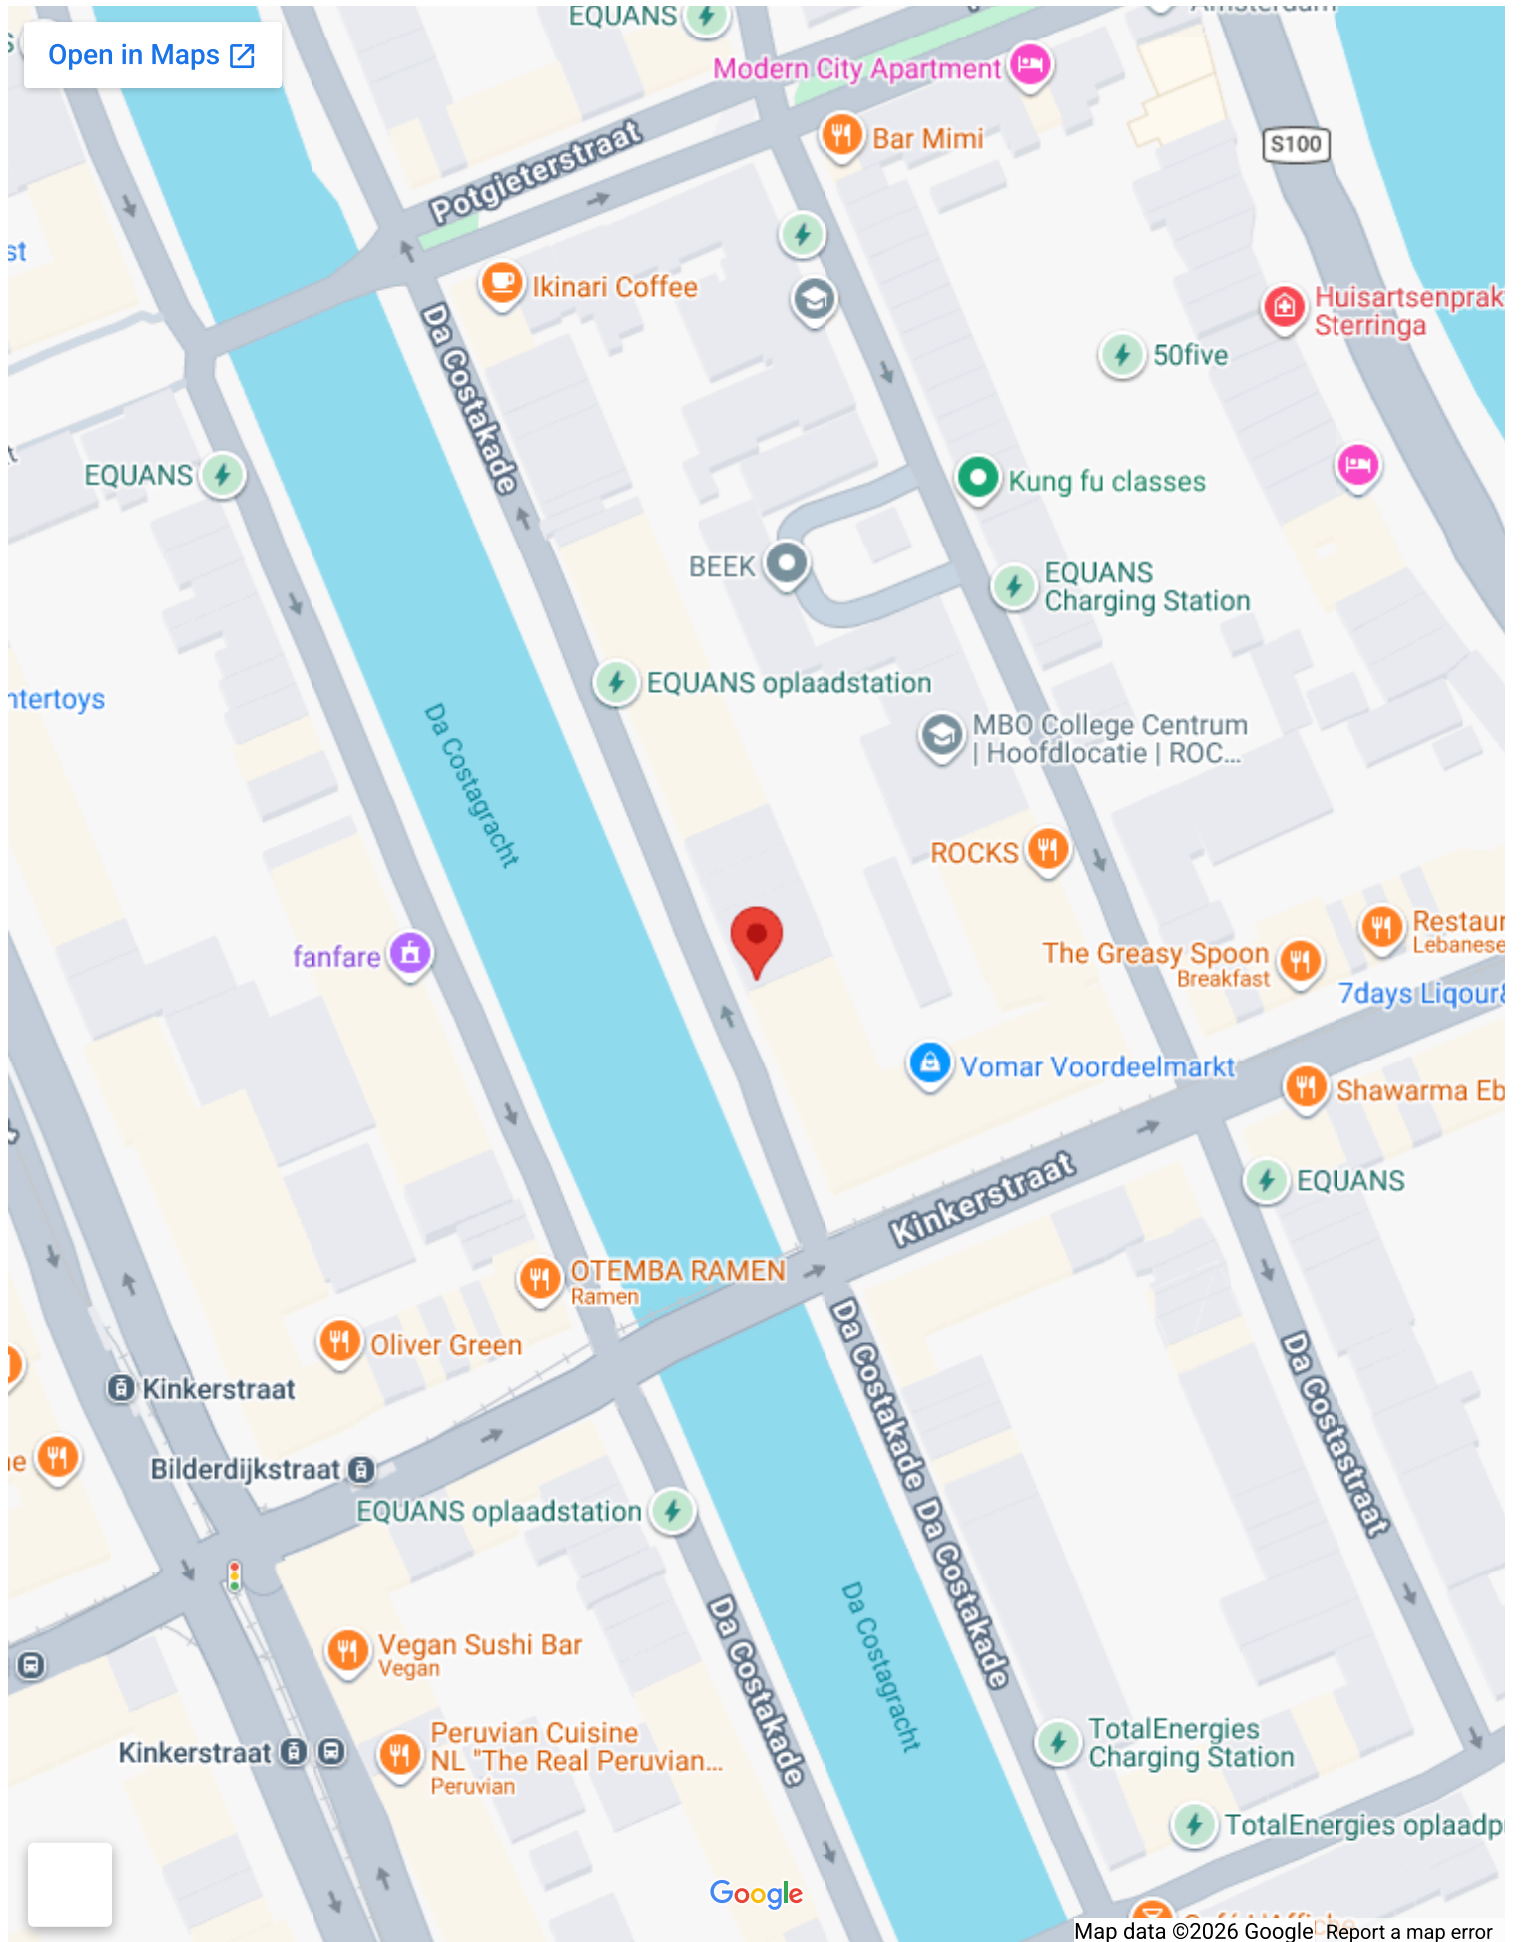 EQUANS
Amsterdam
Open in Maps
Modern City Apartment
Bar Mimi
S100
Potgieterstraat
st
Ikinari Coffee
Huisartsenprak
Sterringa
50five
Da Costakade
EQUANS
Kung fu classes
BEEK
EQUANS
Charging Station
EQUANS oplaadstation
ntertoys
Da Costagracht
MBO College Centrum
| Hoofdlocatie | ROC...
ROCKS
Restaur
Lebanese
The Greasy Spoon
Breakfast
fanfare
7days Liqour&
Vomar Voordeelmarkt
Shawarma Eb
Kinkerstraat
EQUANS
OTEMBA RAMEN
Ramen
Oliver Green
Kinkerstraat
Da Costakade
Da Costastraat
Bilderdijkstraat
EQUANS oplaadstation
Da Costakade
Da Costagracht
Da Costakade
Vegan Sushi Bar
Vegan
Peruvian Cuisine
NL "The Real Peruvian...
Peruvian
Kinkerstraat
TotalEnergies
Charging Station
TotalEnergies oplaadp
Google
Map data ©2026 Google
Report a map error